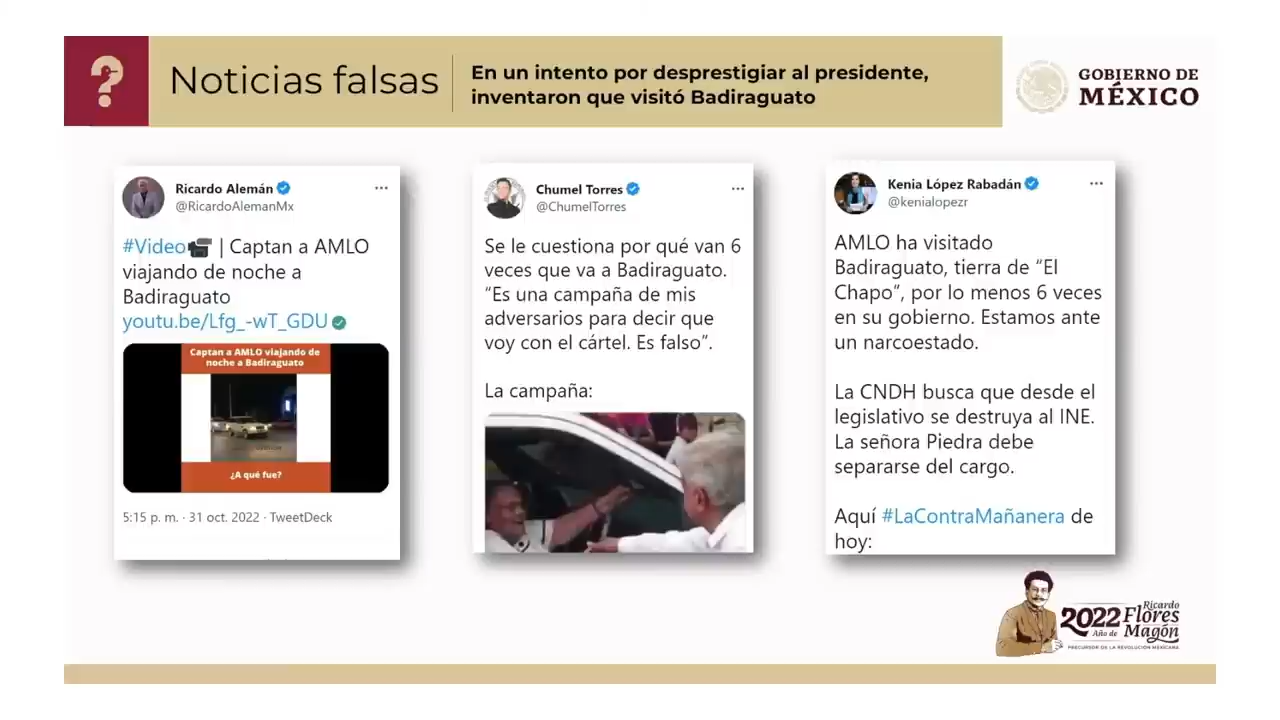 Noticias falsas
En un intento por desprestigiar al presidente,
inventaron que visitó Badiraguato
GOBIERNO DE
MÉXICO
Ricardo Alemán
@RicardoAlemanMx
#Video | Captan a AMLO
viajando de noche a
Badiraguato
youtu.be/Lfg_-wT_GDU
Captan a AMLO viajando de
noche a Badiraguato
¿A qué fue?
5:15 p. m. · 31 oct. 2022 · TweetDeck
Chumel Torres
@ChumelTorres
Se le cuestiona por qué van 6
veces que va a Badiraguato.
“Es una campaña de mis
adversarios para decir que
voy con el cártel. Es falso”.
La campaña:
Kenia López Rabadán
@kenialopezr
AMLO ha visitado
Badiraguato, tierra de “El
Chapo”, por lo menos 6 veces
en su gobierno. Estamos ante
un narcoestado.
La CNDH busca que desde el
legislativo se destruya al INE.
La señora Piedra debe
separarse del cargo.
Aquí #LaContraMañanera de
hoy:
2022
Año de
Ricardo
Flores
Magón
PRECURSOR DE LA REVOLUCIÓN MEXICANA